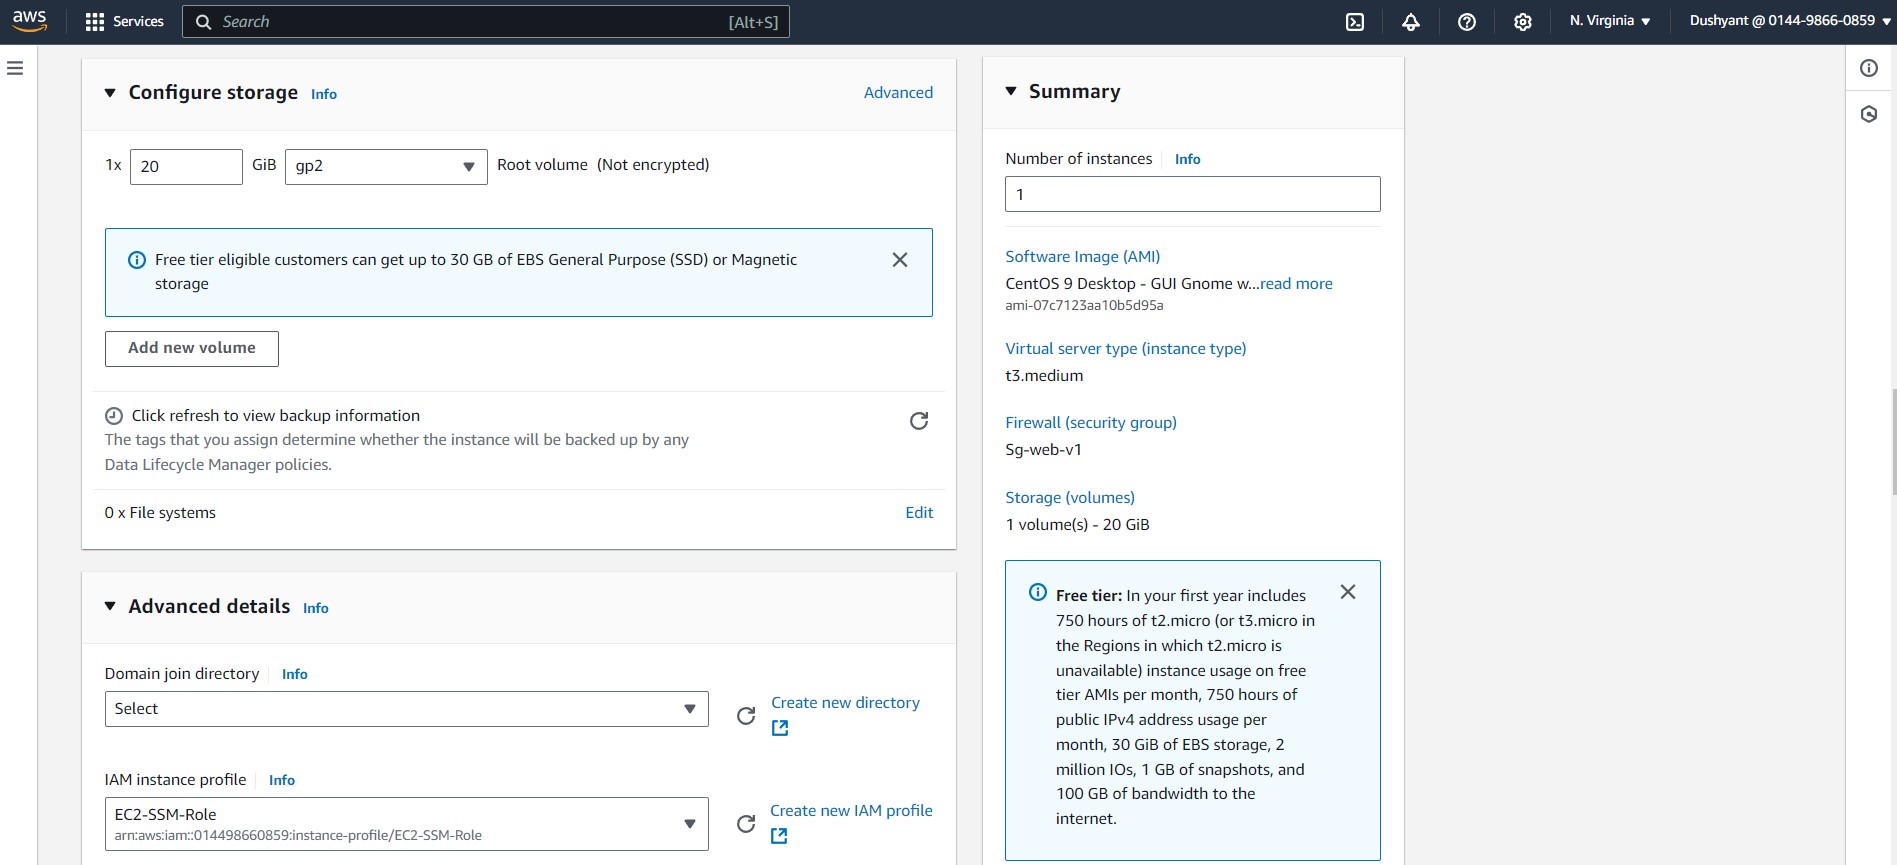 aws
Services
Search
[Alt+S]
N. Virginia
Dushyant @ 0144-9866-0859
Configure storage Info
Advanced
1x 20 GiB gp2 Root volume (Not encrypted)
Free tier eligible customers can get up to 30 GB of EBS General Purpose (SSD) or Magnetic
storage
Add new volume
Click refresh to view backup information
The tags that you assign determine whether the instance will be backed up by any
Data Lifecycle Manager policies.
0 x File systems
Edit
Advanced details Info
Domain join directory Info
Select
Create new directory
IAM instance profile Info
EC2-SSM-Role
arn:aws:iam::014498660859:instance-profile/EC2-SSM-Role
Create new IAM profile
Summary
Number of instances Info
1
Software Image (AMI)
CentOS 9 Desktop - GUI Gnome w...read more
ami-07c7123aa10b5d95a
Virtual server type (instance type)
t3.medium
Firewall (security group)
Sg-web-v1
Storage (volumes)
1 volume(s) - 20 GiB
Free tier: In your first year includes
750 hours of t2.micro (or t3.micro in
the Regions in which t2.micro is
unavailable) instance usage on free
tier AMIs per month, 750 hours of
public IPv4 address usage per
month, 30 GiB of EBS storage, 2
million IOs, 1 GB of snapshots, and
100 GB of bandwidth to the
internet.